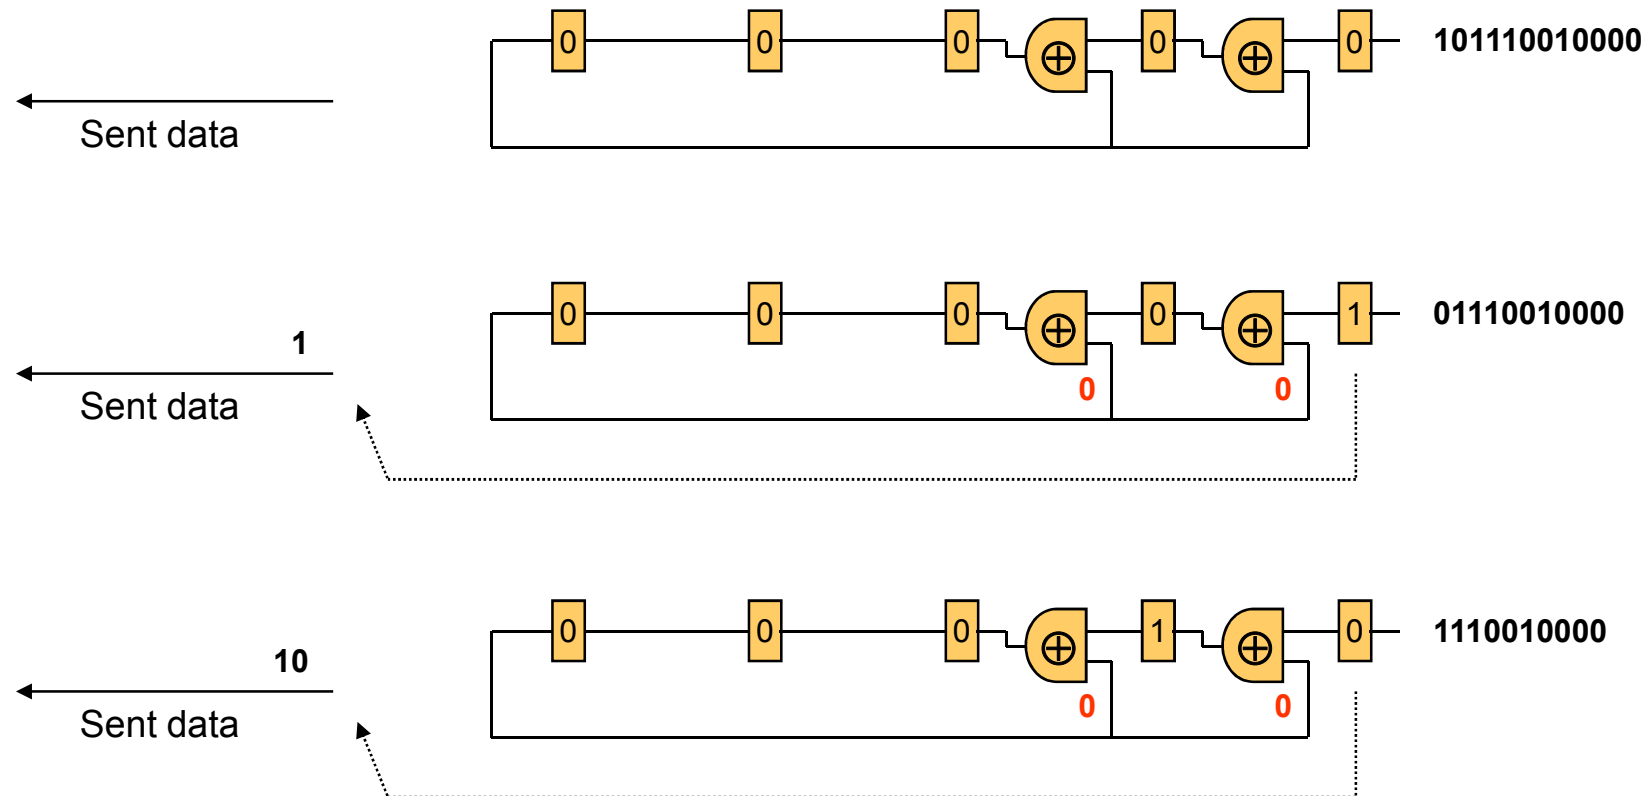 0 0 0 ⊕ 0 ⊕ 0 101110010000
Sent data
0 0 0 ⊕ 0 ⊕ 1 01110010000
1
0 0
Sent data
0 0 0 ⊕ 1 ⊕ 0 1110010000
10
0 0
Sent data